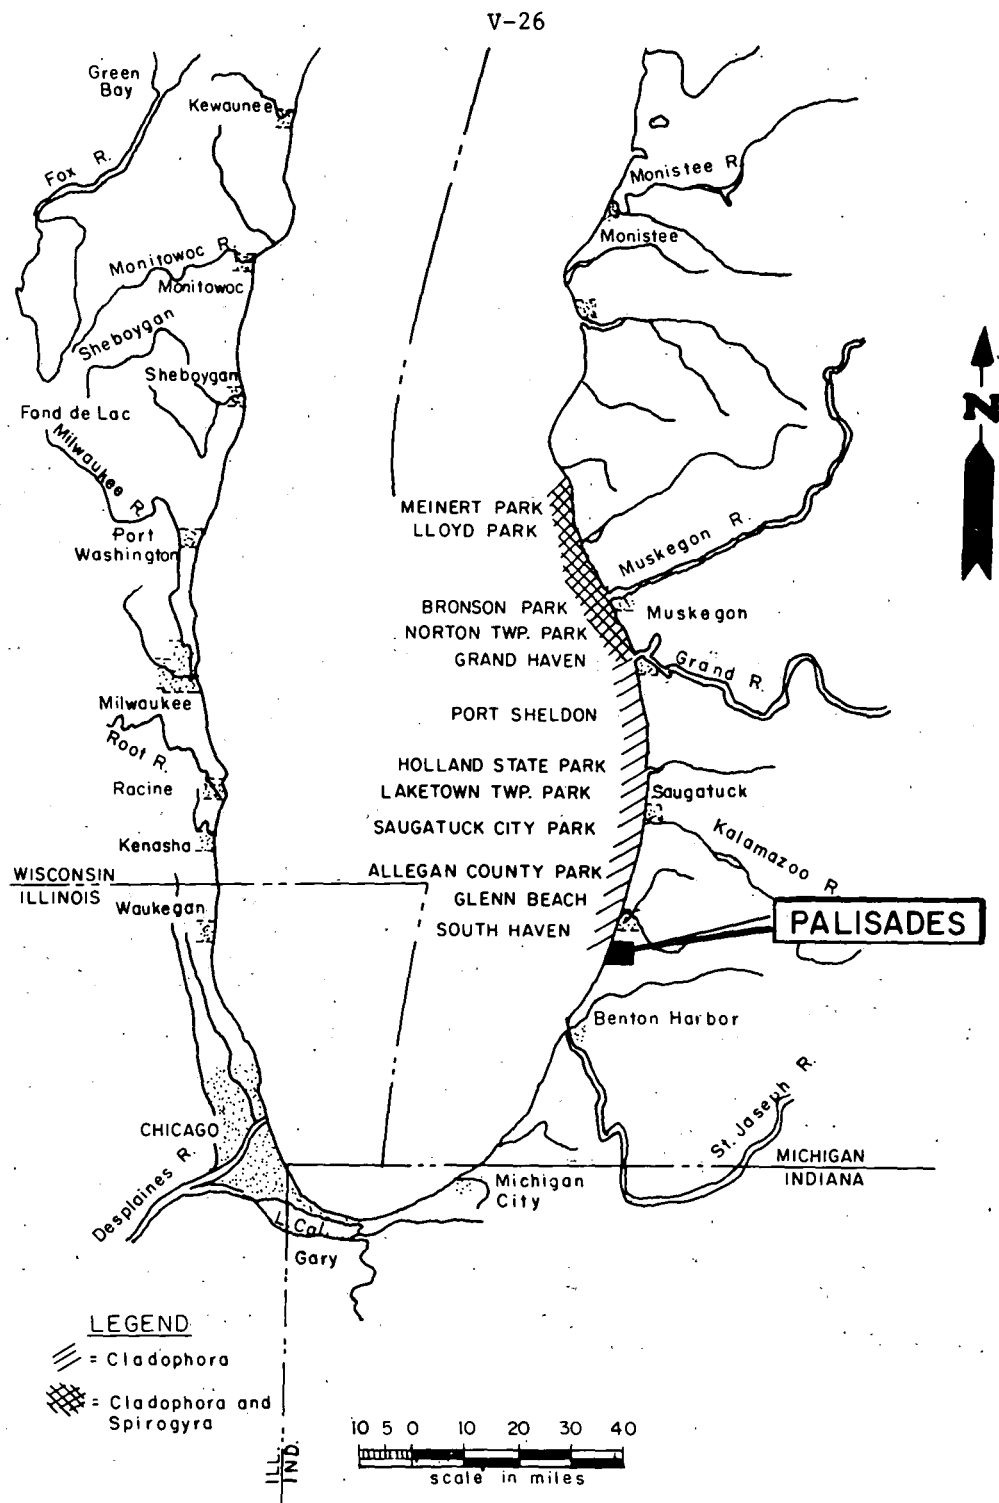 V-26
Green
Bay
Kewaunee
Fox R.
Monistee R.
Monistee
Monitowoc R.
Monitowoc
Sheboygan
Sheboygan
Fond de Lac
Milwaukee R.
N
MEINERT PARK
LLOYD PARK
Port
Washington
Muskegon R.
BRONSON PARK
Muskegon
NORTON TWP. PARK
GRAND HAVEN
Grand R.
Milwaukee
PORT SHELDON
Root R.
HOLLAND STATE PARK
Racine
LAKETOWN TWP. PARK
Saugatuck
SAUGATUCK CITY PARK
Kenasha
Kalamazoo R.
ALLEGAN COUNTY PARK
WISCONSIN
ILLINOIS
GLENN BEACH
Waukegan
PALISADES
SOUTH HAVEN
Benton Harbor
St. Joseph R.
CHICAGO
MICHIGAN
INDIANA
Desplaines R.
Michigan
City
L. Cal.
Gary
LEGEND
= Cladophora
= Cladophora and
Spirogyra
10 5 0 10 20 30 40
scale in miles
ILL.
IND.